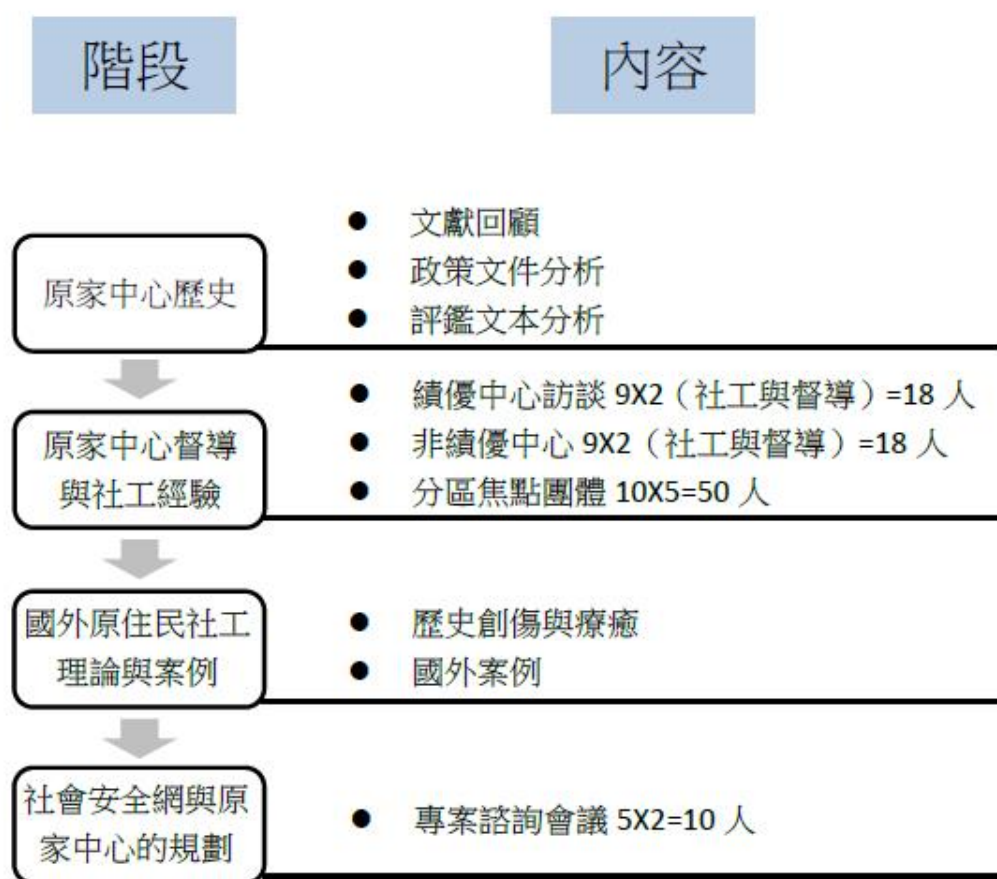 階段
內容
原家中心歷史
● 文獻回顧
● 政策文件分析
● 評鑑文本分析
原家中心督導
與社工經驗
● 績優中心訪談 9X2（社工與督導）=18 人
● 非績優中心 9X2（社工與督導）=18 人
● 分區焦點團體 10X5=50 人
國外原住民社工
理論與案例
● 歷史創傷與療癒
● 國外案例
社會安全網與原
家中心的規劃
● 專案諮詢會議 5X2=10 人